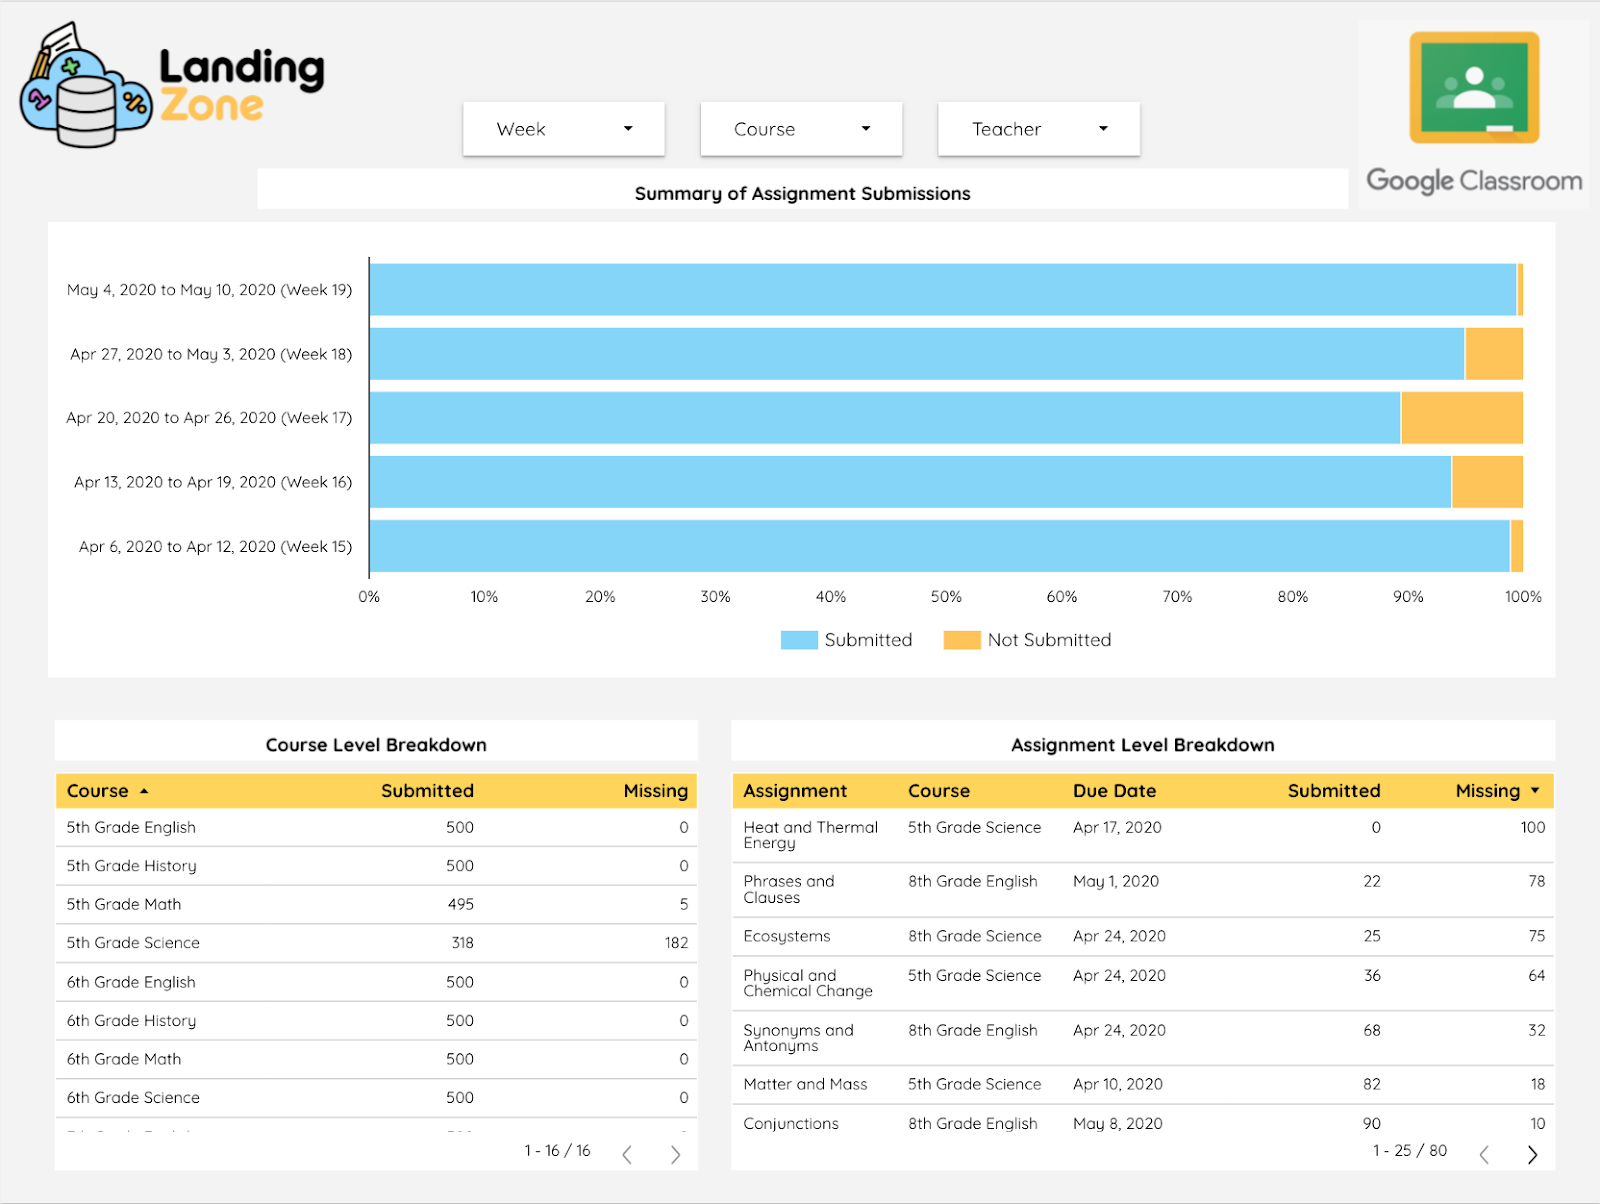 Landing
Zone
Week
Course
Teacher
Google Classroom
Summary of Assignment Submissions
May 4, 2020 to May 10, 2020 (Week 19)
Apr 27, 2020 to May 3, 2020 (Week 18)
Apr 20, 2020 to Apr 26, 2020 (Week 17)
Apr 13, 2020 to Apr 19, 2020 (Week 16)
Apr 6, 2020 to Apr 12, 2020 (Week 15)
0% 10% 20% 30% 40% 50% 60% 70% 80% 90% 100%
Submitted Not Submitted
Course Level Breakdown
Course Submitted Missing
5th Grade English 500 0
5th Grade History 500 0
5th Grade Math 495 5
5th Grade Science 318 182
6th Grade English 500 0
6th Grade History 500 0
6th Grade Math 500 0
6th Grade Science 500 0
1 - 16 / 16
Assignment Level Breakdown
Assignment Course Due Date Submitted Missing
Heat and Thermal 5th Grade Science Apr 17, 2020 0 100
Energy
Phrases and 8th Grade English May 1, 2020 22 78
Clauses
Ecosystems 8th Grade Science Apr 24, 2020 25 75
Physical and 5th Grade Science Apr 24, 2020 36 64
Chemical Change
Synonyms and 8th Grade English Apr 24, 2020 68 32
Antonyms
Matter and Mass 5th Grade Science Apr 10, 2020 82 18
Conjunctions 8th Grade English May 8, 2020 90 10
1 - 25 / 80